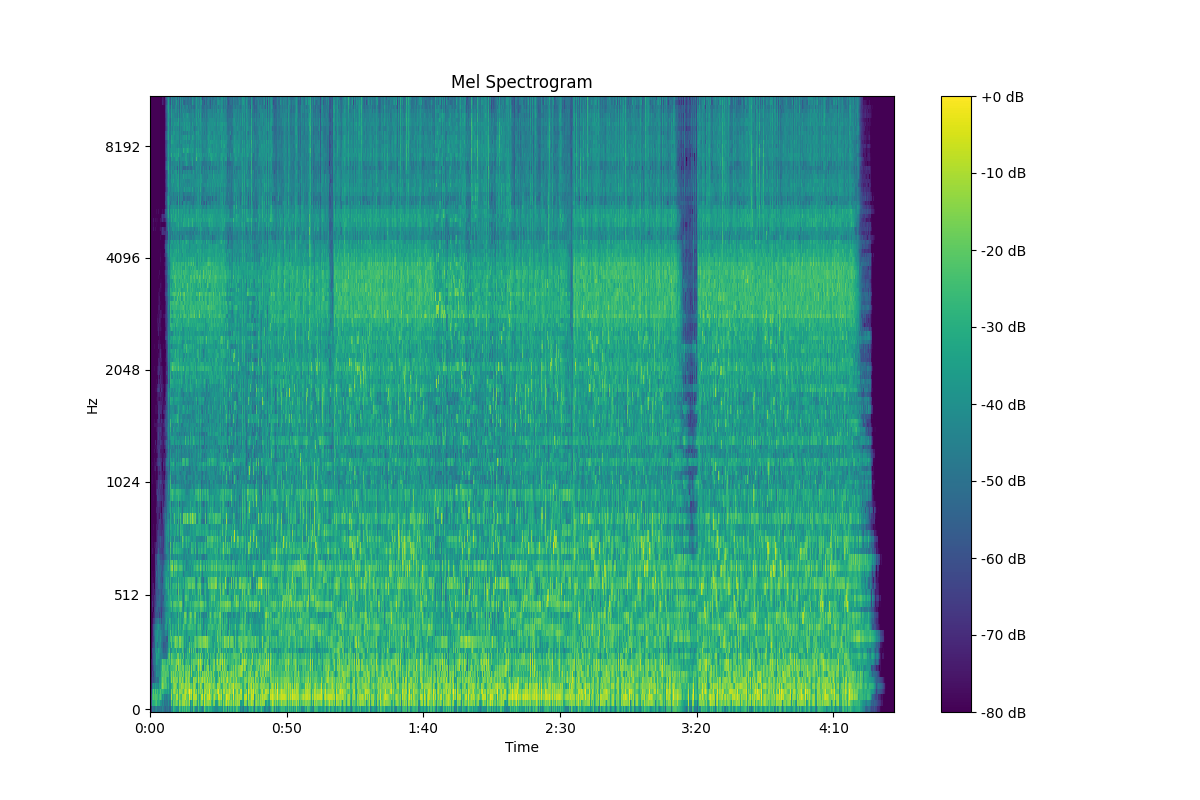 Mel Spectrogram
Hz
8192
4096
2048
1024
512
0
0:00
0:50
1:40
2:30
3:20
4:10
Time
+0 dB
-10 dB
-20 dB
-30 dB
-40 dB
-50 dB
-60 dB
-70 dB
-80 dB